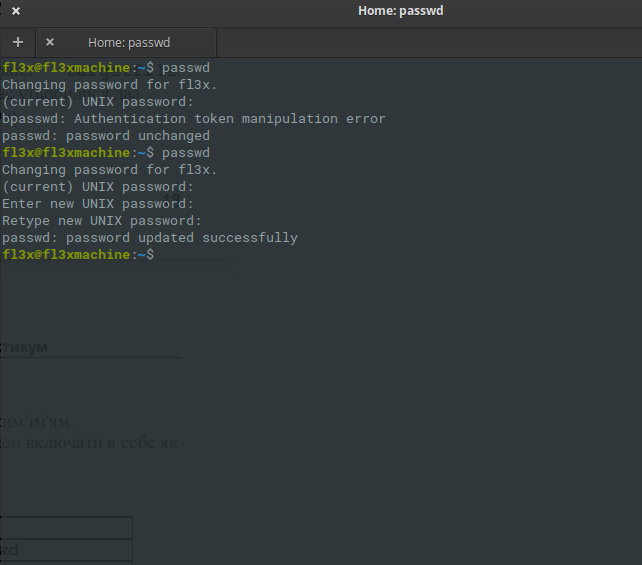 Home: passwd
Home: passwd
fl3x@fl3xmachine:~$ passwd
Changing password for fl3x.
(current) UNIX password:
bpasswd: Authentication token manipulation error
passwd: password unchanged
fl3x@fl3xmachine:~$ passwd
Changing password for fl3x.
(current) UNIX password:
Enter new UNIX password:
Retype new UNIX password:
passwd: password updated successfully
fl3x@fl3xmachine:~$
тикум
им ім'ям.
ен включати в себе як
wd